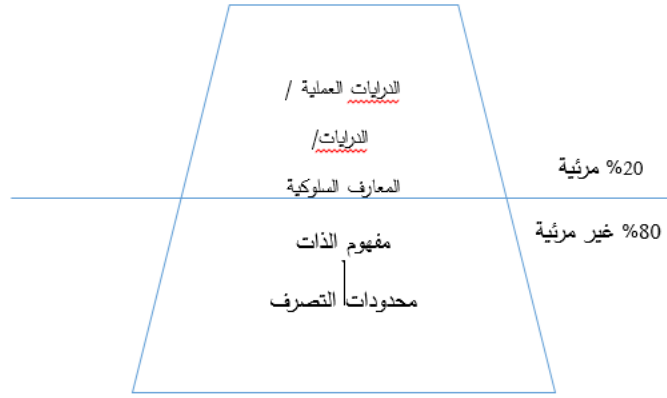 الدرايات العملية /
الدرايات/
المعارف السلوكية
%20 مرئية
%80 غير مرئية
مفهوم الذات
محدودات التصرف